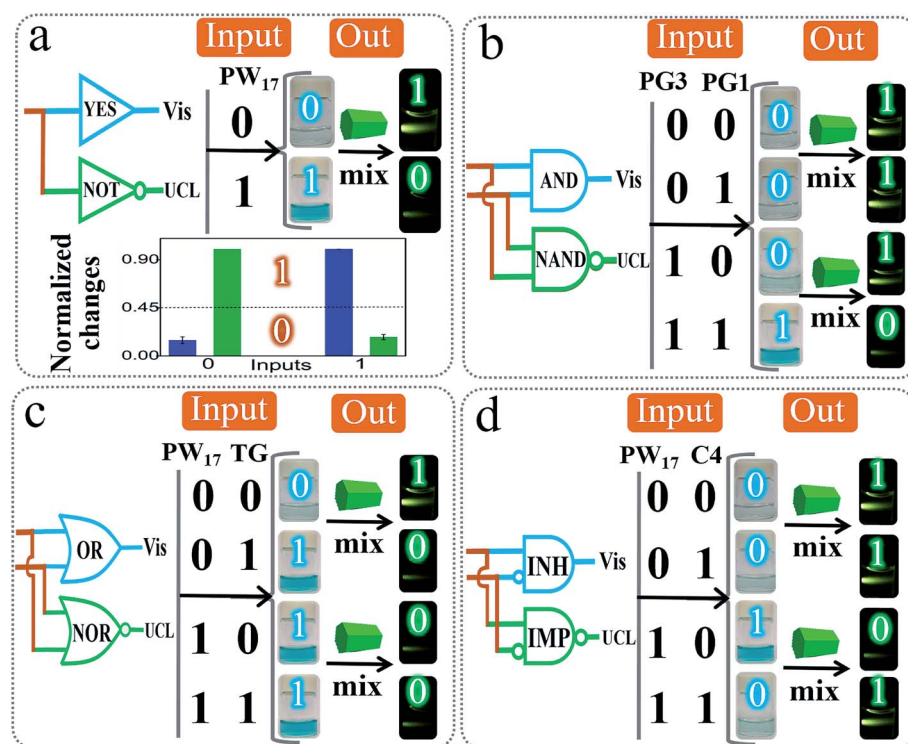 a
Input Out
PW17
YES Vis
NOT UCL
0 0 1
mix
1 1 0
Normalized changes
0.90
0.45
0.00
1
0
0 Inputs 1
b
Input Out
PG3 PG1
AND Vis
NAND UCL
0 0 0 1
mix
0 1 0 1
1 0 0 1
mix
1 1 1 0
c
Input Out
PW17 TG
OR Vis
NOR UCL
0 0 0 1
mix
0 1 1 0
1 0 1 0
mix
1 1 1 0
d
Input Out
PW17 C4
INH Vis
IMP UCL
0 0 0 1
mix
0 1 0 1
1 0 1 0
mix
1 1 0 1